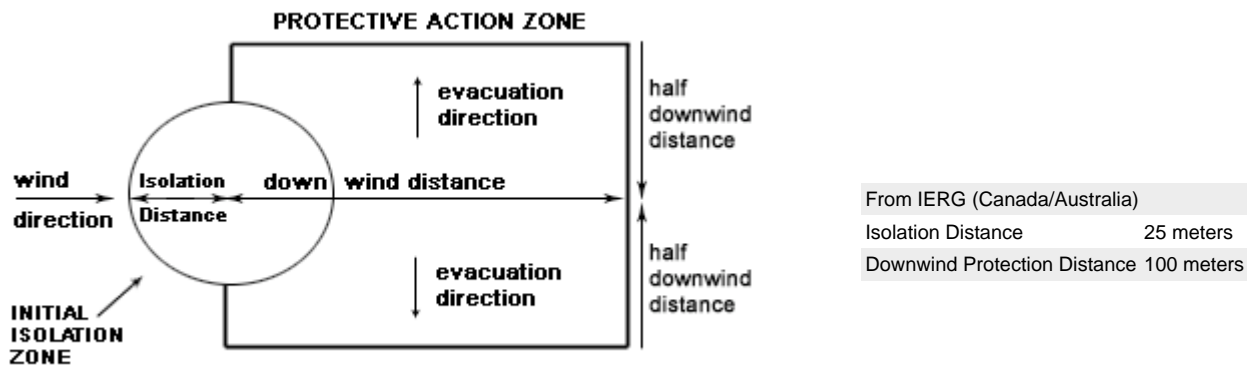 PROTECTIVE ACTION ZONE
evacuation
direction
half
downwind
distance
wind
direction
Isolation
Distance
down wind distance
evacuation
direction
half
downwind
distance
INITIAL
ISOLATION
ZONE
From IERG (Canada/Australia)
Isolation Distance 25 meters
Downwind Protection Distance 100 meters